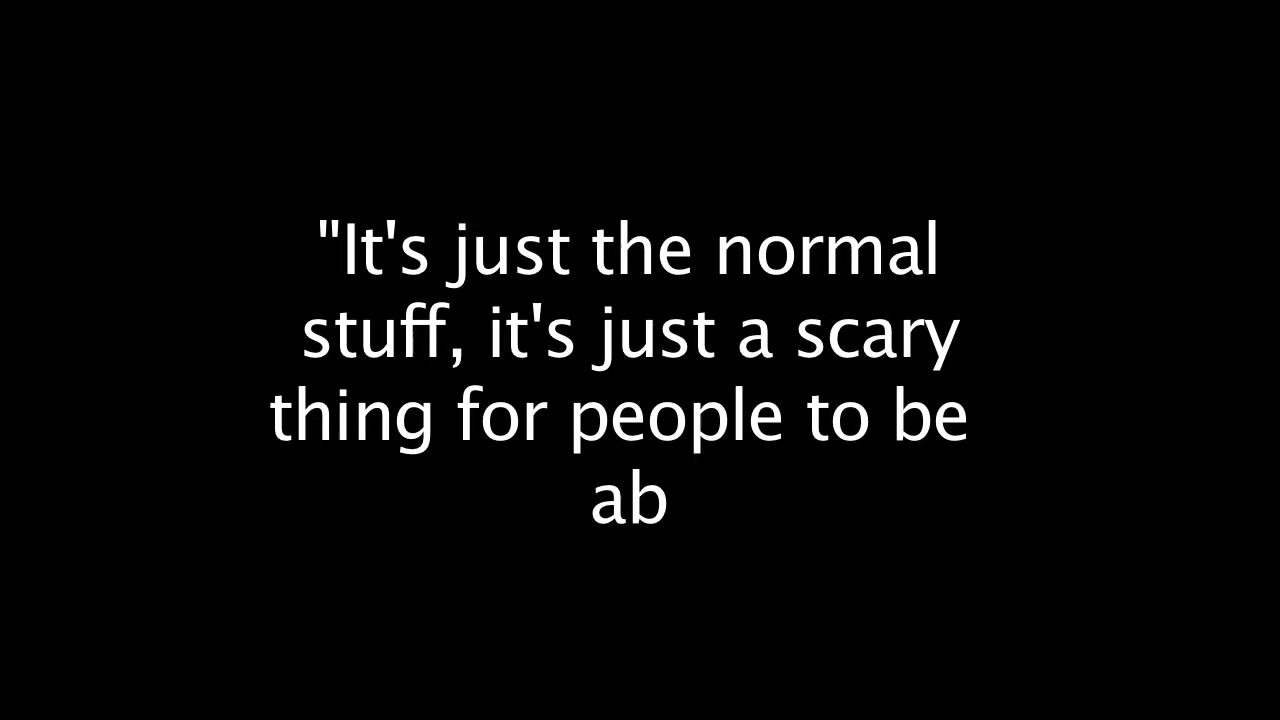 "It's just the normal
stuff, it's just a scary
thing for people to be
ab